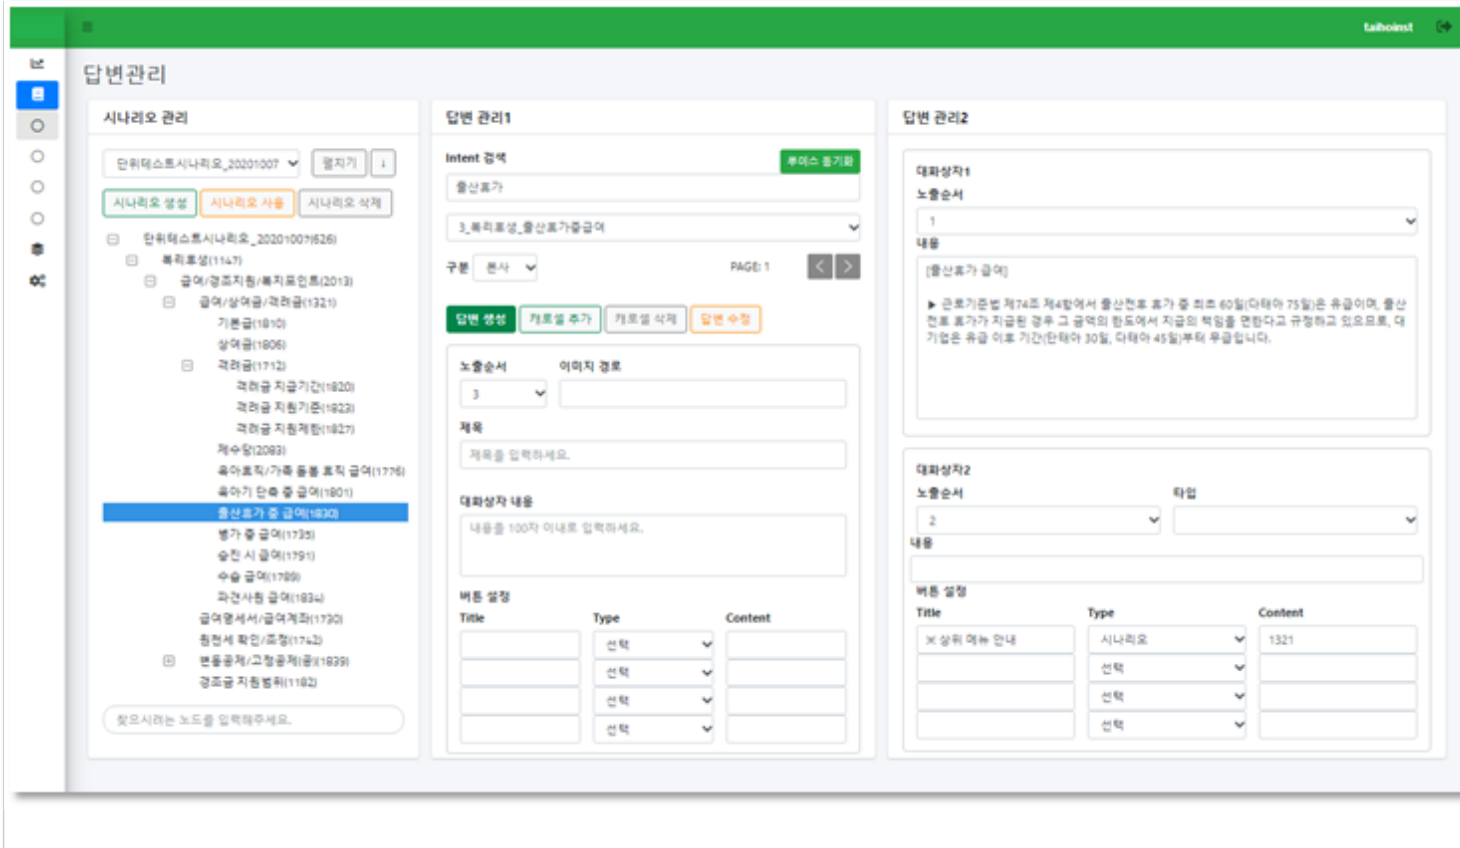 taihoinst
답변관리
시나리오 관리
단위테스트시나리오_20201007
펼치기
↓
시나리오 생성
시나리오 사용
시나리오 삭제
단위테스트시나리오_20201007(626)
복리후생(1147)
급여/경조지원/복지포인트(2013)
급여/상여금/격려금(1321)
기본급(1810)
상여금(1806)
격려금(1712)
격려금 지급기간(1820)
격려금 지원기준(1823)
격려금 지원제한(1827)
제수당(2083)
육아휴직/가족 돌봄 휴직 급여(1776)
육아기 단축 중 급여(1801)
출산휴가 중 급여(1830)
병가 중 급여(1735)
승진 시 급여(1791)
수습 급여(1789)
파견사원 급여(1834)
급여명세서/급여계좌(1730)
원천세 확인/조정(1742)
변동공제/고정공제(공)(1839)
경조금 지원범위(1182)
찾으시려는 노드를 입력해주세요.
답변 관리1
Intent 검색
루이스 동기화
출산휴가
3_복리후생_출산휴가중급여
구분
본사
PAGE: 1
답변 생성
캐로셀 추가
캐로셀 삭제
답변 수정
노출순서
이미지 경로
3
제목
제목을 입력하세요.
대화상자 내용
내용을 100자 이내로 입력하세요.
버튼 설정
Title
Type
Content
선택
선택
선택
선택
답변 관리2
대화상자1
노출순서
1
내용
[출산휴가 급여]
▶ 근로기준법 제74조 제4항에서 출산전후 휴가 중 최초 60일(다태아 75일)은 유급이며, 출산
전후 휴가가 지급된 경우 그 금액의 한도에서 지급의 책임을 면한다고 규정하고 있으므로, 대
기업은 유급 이후 기간(단태아 30일, 다태아 45일)부터 무급입니다.
대화상자2
노출순서
타입
2
내용
버튼 설정
Title
Type
Content
※ 상위 메뉴 안내
시나리오
1321
선택
선택
선택